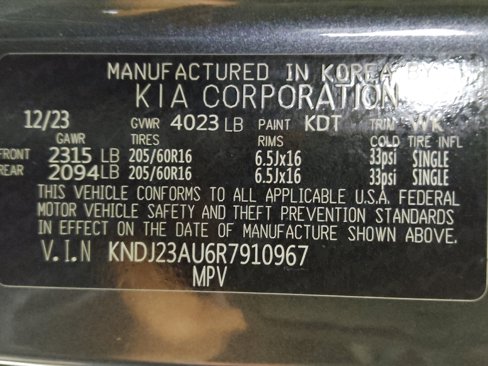 MANUFACTURED IN KOREA BY
KIA CORPORATION
12/23 GVWR 4023 LB PAINT KDT TRIM WK
GAWR TIRES RIMS COLD TIRE INFL
FRONT 2315 LB 205/60R16 6.5Jx16 33psi SINGLE
REAR 2094 LB 205/60R16 6.5Jx16 33psi SINGLE
THIS VEHICLE CONFORMS TO ALL APPLICABLE U.S.A. FEDERAL
MOTOR VEHICLE SAFETY AND THEFT PREVENTION STANDARDS
IN EFFECT ON THE DATE OF MANUFACTURE SHOWN ABOVE.
V.I.N KNDJ23AU6R7910967
MPV